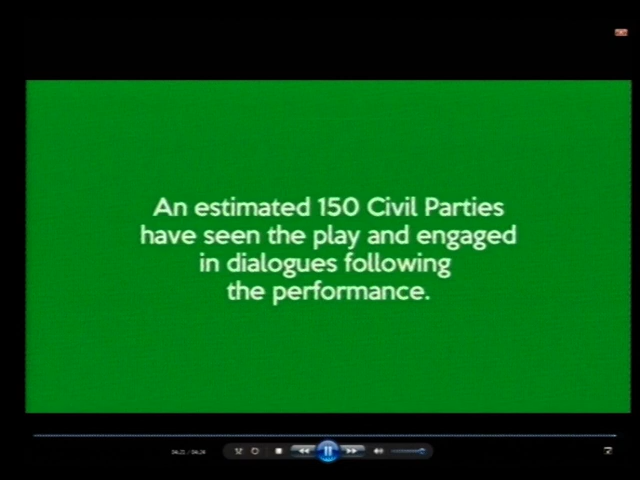 An estimated 150 Civil Parties
have seen the play and engaged
in dialogues following
the performance.